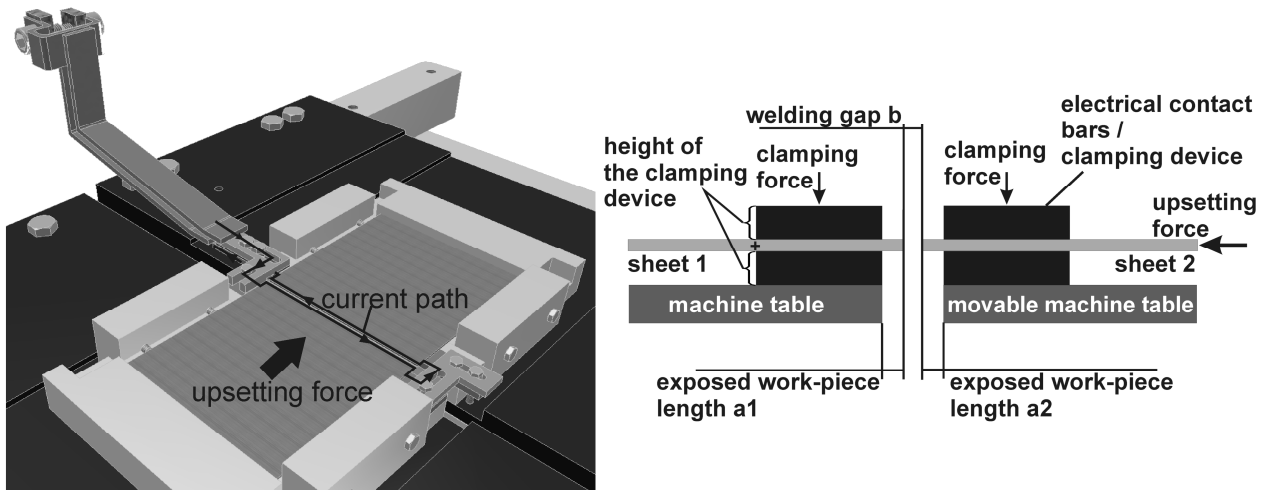 current path
upsetting force
welding gap b
electrical contact
bars /
clamping device
height of
the clamping
device
clamping
force
clamping
force
upsetting
force
+
sheet 1
sheet 2
machine table
movable machine table
exposed work-piece
length a1
exposed work-piece
length a2